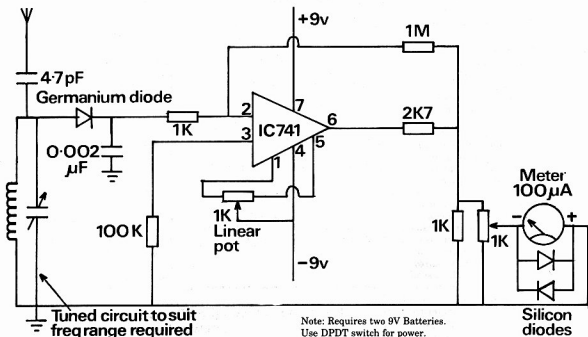 +9v
1M
4·7pF
Germanium diode
7
2
6
2K7
1K
IC741
3
5
0·002
µF
4
1
Meter
100µA
1K
Linear
pot
100K
1K
1K
-
+
-9v
Tuned circuit to suit
freq range required
Note: Requires two 9V Batteries.
Use DPDT switch for power.
Silicon
diodes